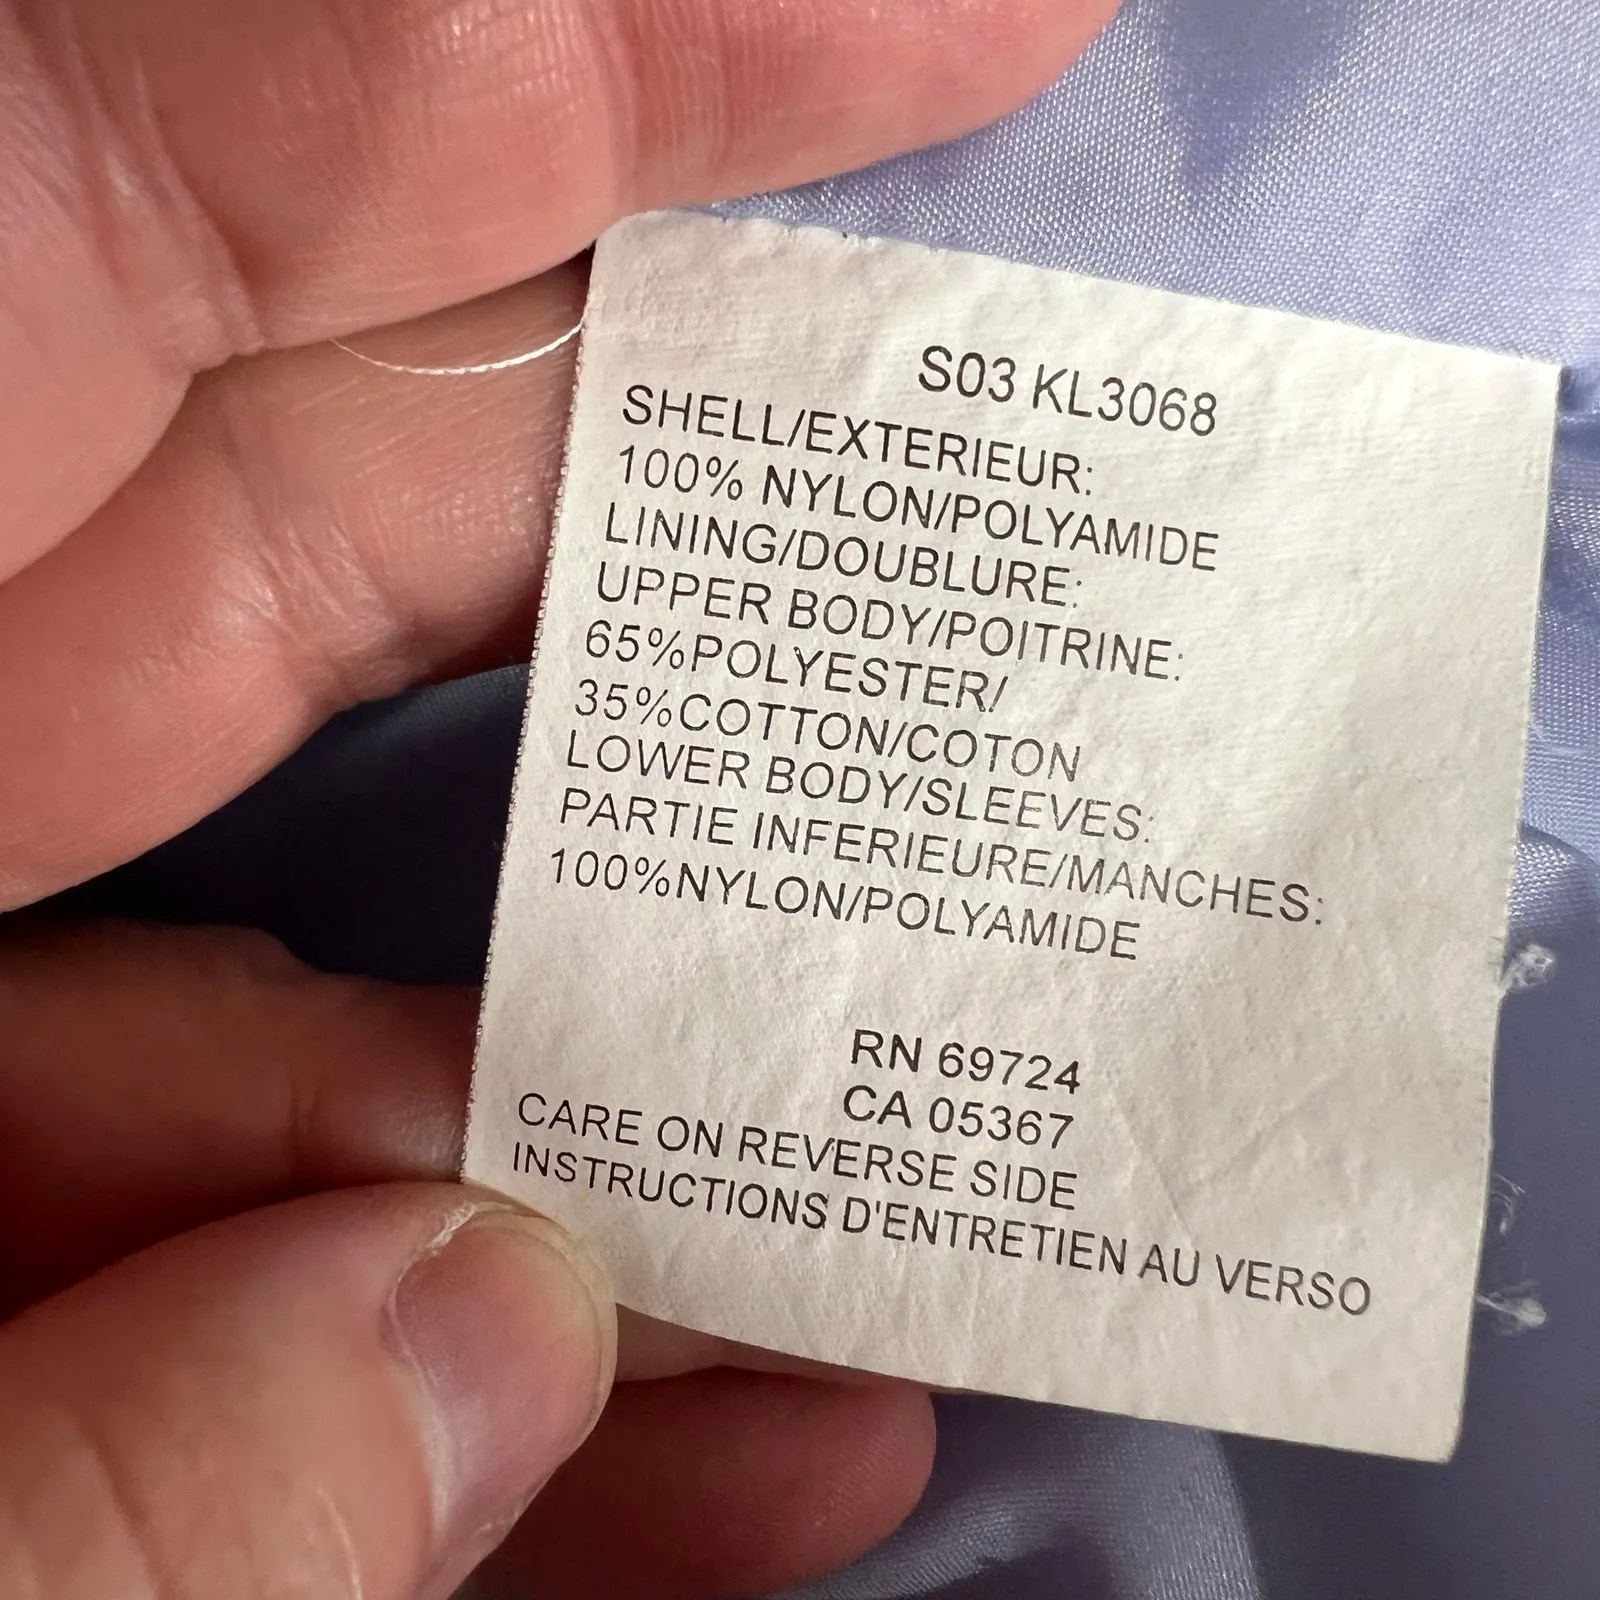 S03 KL3068
SHELL/EXTERIEUR:
100% NYLON/POLYAMIDE
LINING/DOUBLURE:
UPPER BODY/POITRINE:
65%POLYESTER/
35%COTTON/COTON
LOWER BODY/SLEEVES:
PARTIE INFERIEURE/MANCHES:
100%NYLON/POLYAMIDE
RN 69724
CA 05367
CARE ON REVERSE SIDE
INSTRUCTIONS D'ENTRETIEN AU VERSO